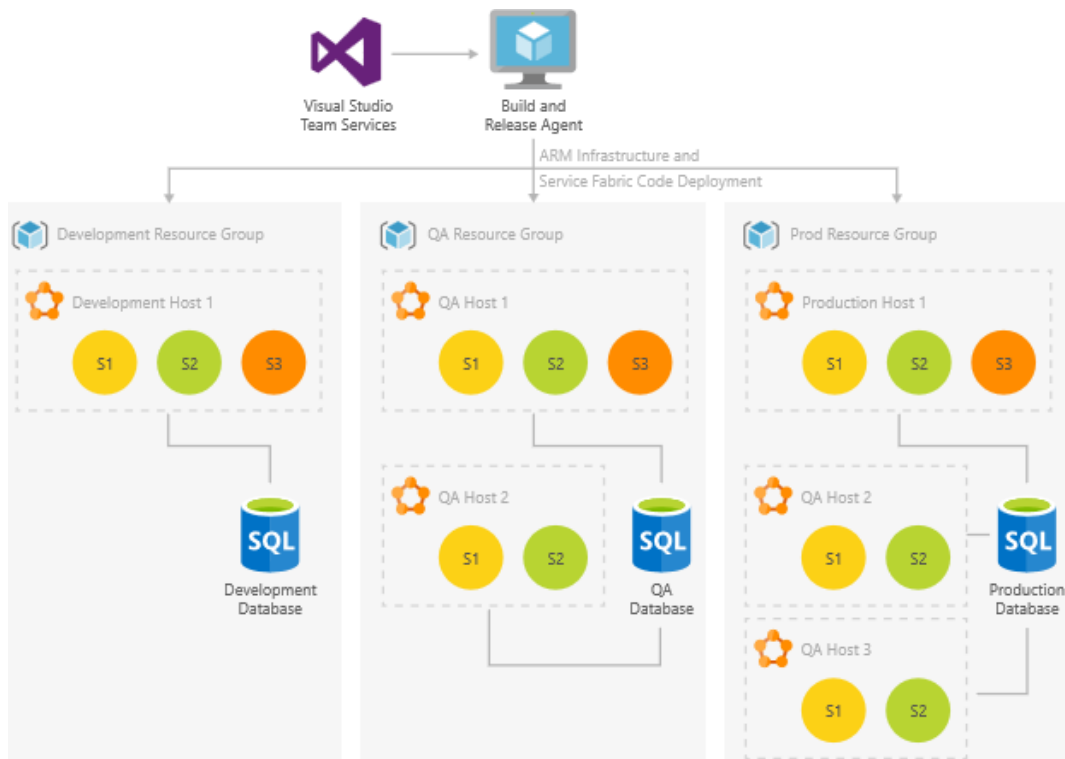 Visual Studio
Team Services
Build and
Release Agent
ARM Infrastructure and
Service Fabric Code Deployment
Development Resource Group
Development Host 1
S1
S2
S3
SQL
Development
Database
QA Resource Group
QA Host 1
S1
S2
S3
QA Host 2
S1
S2
SQL
QA
Database
Prod Resource Group
Production Host 1
S1
S2
S3
QA Host 2
S1
S2
SQL
Production
Database
QA Host 3
S1
S2